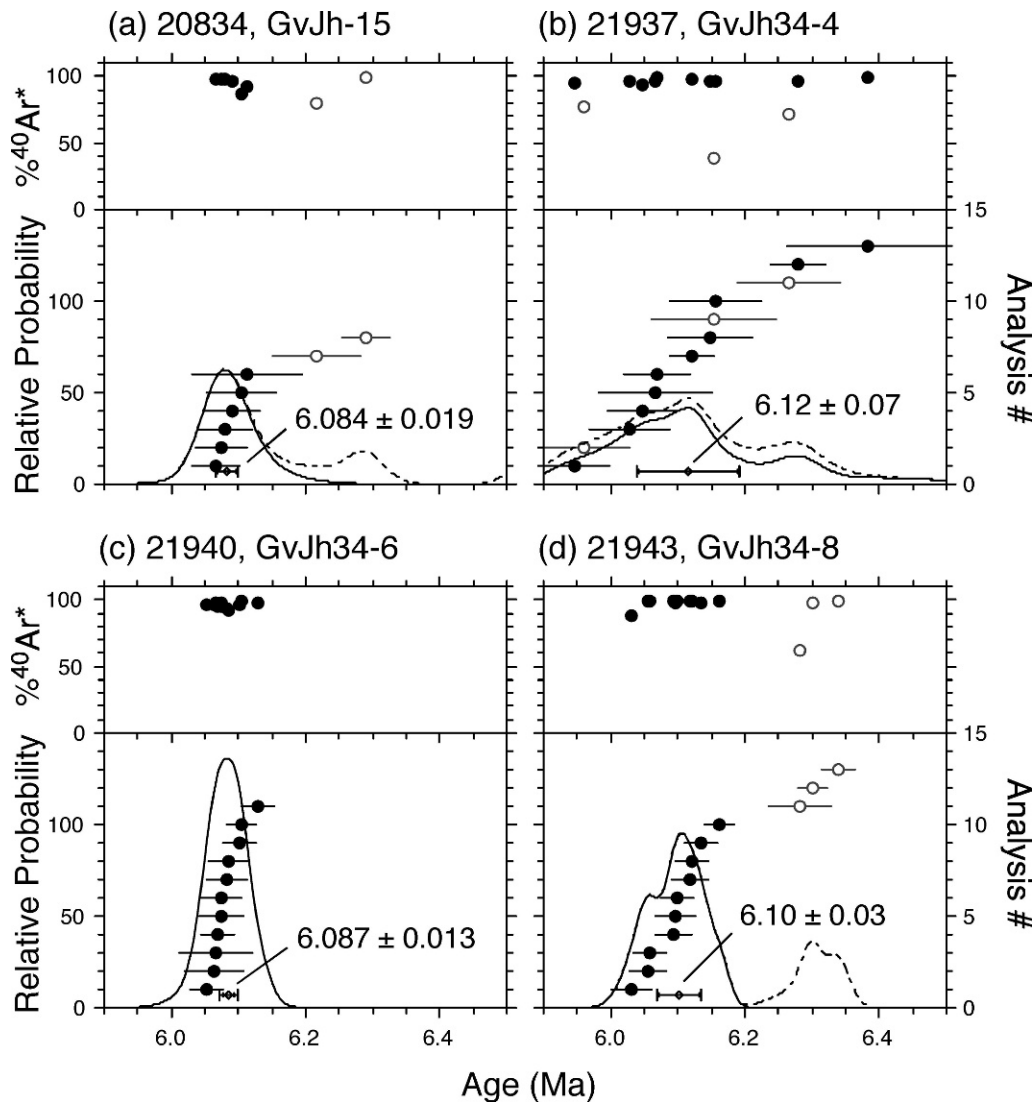 (a) 20834, GvJh-15
(b) 21937, GvJh34-4
%⁴⁰Ar*
100
50
0
Relative Probability
100
50
0
6.084 ± 0.019
6.12 ± 0.07
15
10
5
0
Analysis #
(c) 21940, GvJh34-6
(d) 21943, GvJh34-8
%⁴⁰Ar*
100
50
0
Relative Probability
100
50
0
6.087 ± 0.013
6.10 ± 0.03
15
10
5
0
Analysis #
6.0 6.2 6.4
6.0 6.2 6.4
Age (Ma)